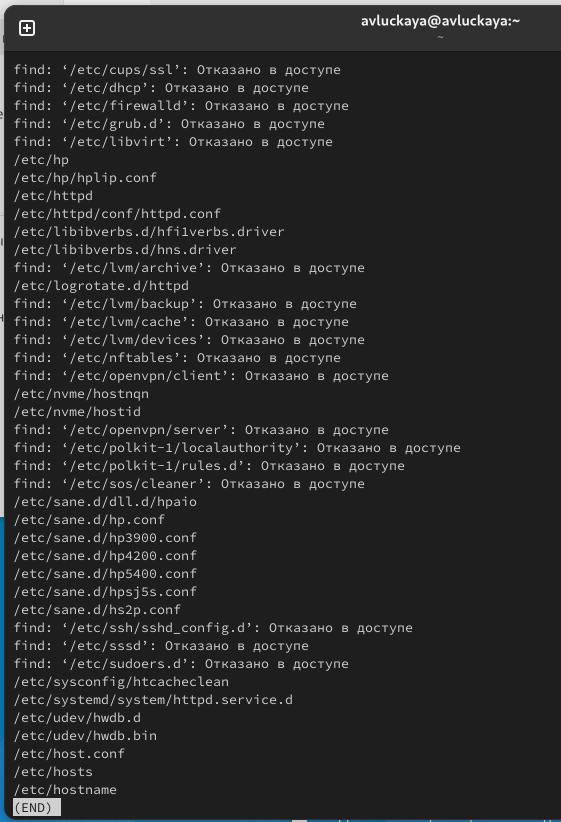 avluckaya@avluckaya:~
~
find: ‘/etc/cups/ssl’: Отказано в доступе
find: ‘/etc/dhcp’: Отказано в доступе
find: ‘/etc/firewalld’: Отказано в доступе
find: ‘/etc/grub.d’: Отказано в доступе
find: ‘/etc/libvirt’: Отказано в доступе
/etc/hp
/etc/hp/hplip.conf
/etc/httpd
/etc/httpd/conf/httpd.conf
/etc/libibverbs.d/hfi1verbs.driver
/etc/libibverbs.d/hns.driver
find: ‘/etc/lvm/archive’: Отказано в доступе
/etc/logrotate.d/httpd
find: ‘/etc/lvm/backup’: Отказано в доступе
find: ‘/etc/lvm/cache’: Отказано в доступе
find: ‘/etc/lvm/devices’: Отказано в доступе
find: ‘/etc/nftables’: Отказано в доступе
find: ‘/etc/openvpn/client’: Отказано в доступе
/etc/nvme/hostnqn
/etc/nvme/hostid
find: ‘/etc/openvpn/server’: Отказано в доступе
find: ‘/etc/polkit-1/localauthority’: Отказано в доступе
find: ‘/etc/polkit-1/rules.d’: Отказано в доступе
find: ‘/etc/sos/cleaner’: Отказано в доступе
/etc/sane.d/dll.d/hpaio
/etc/sane.d/hp.conf
/etc/sane.d/hp3900.conf
/etc/sane.d/hp4200.conf
/etc/sane.d/hp5400.conf
/etc/sane.d/hpsj5s.conf
/etc/sane.d/hs2p.conf
find: ‘/etc/ssh/sshd_config.d’: Отказано в доступе
find: ‘/etc/sssd’: Отказано в доступе
find: ‘/etc/sudoers.d’: Отказано в доступе
/etc/sysconfig/htcacheclean
/etc/systemd/system/httpd.service.d
/etc/udev/hwdb.d
/etc/udev/hwdb.bin
/etc/host.conf
/etc/hosts
/etc/hostname
(END)